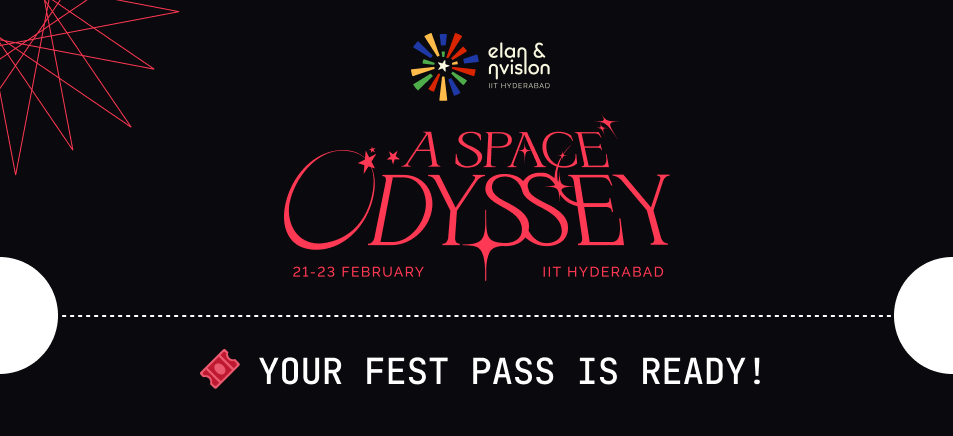 elan &
ηvision
IIT HYDERABAD
A SPACE
ODYSSEY
21-23 FEBRUARY
IIT HYDERABAD
YOUR FEST PASS IS READY!